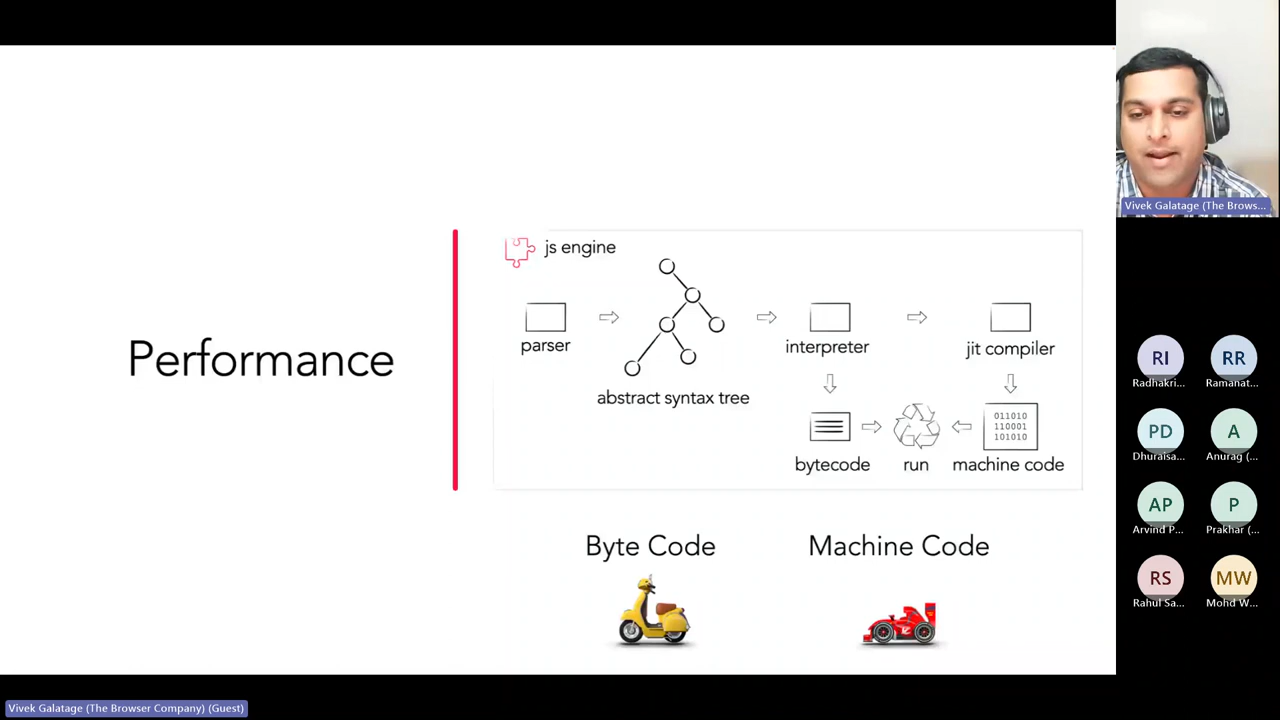 Performance
js engine
parser
abstract syntax tree
interpreter
jit compiler
bytecode
run
machine code
011010
110001
101010
Byte Code
Machine Code
Vivek Galatage (The Brows...
RI
RR
Radhakri...
Ramanat...
PD
A
Dhuraisa...
Anurag (...
AP
P
Arvind P...
Prakhar (...
RS
MW
Rahul Sa...
Mohd W...
Vivek Galatage (The Browser Company) (Guest)